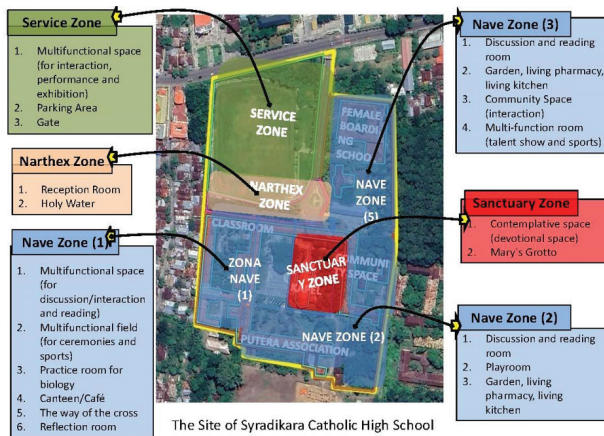 Service Zone
1. Multifunctional space
(for interaction,
performance and
exhibition)
2. Parking Area
3. Gate
Narthex Zone
1. Reception Room
2. Holy Water
Nave Zone (1)
1. Multifunctional space
(for
discussion/interaction
and reading)
2. Multifunctional field
(for ceremonies and
sports)
3. Practice room for
biology
4. Canteen/Café
5. The way of the cross
6. Reflection room
SERVICE
ZONE
FEMALE
BOARDI
NG
SCHOO
NARTHEX
ZONE
NAVE
ZONE
(5)
CLASSROOM
ZONA
NAVE
(1)
SANCTUAR
Y ZONE
OMMUNI
Y SPACE
NAVE ZONE (2)
PUTERA ASSOCIATION
Nave Zone (3)
1. Discussion and reading
room
2. Garden, living pharmacy,
living kitchen
3. Community Space
(interaction)
4. Multi-function room
(talent show and sports)
Sanctuary Zone
1. Contemplative space
(devotional space)
2. Mary's Grotto
Nave Zone (2)
1. Discussion and reading
room
2. Playroom
3. Garden, living
pharmacy, living
kitchen
The Site of Syradikara Catholic High School